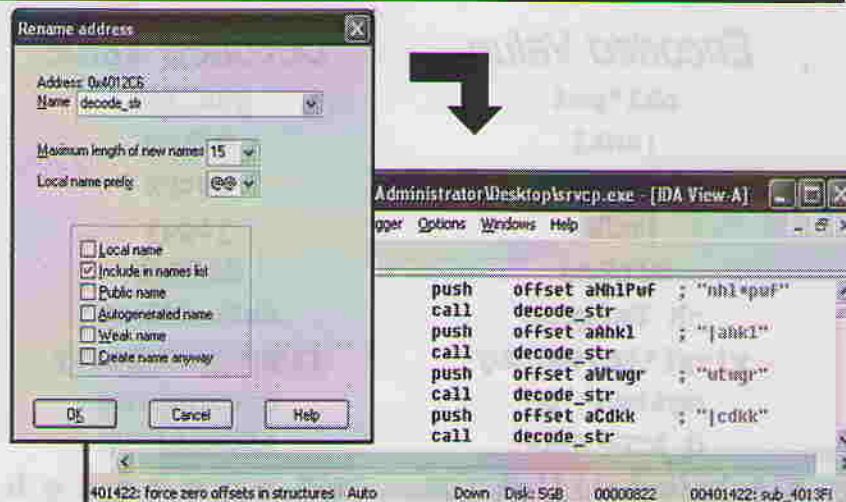 Rename address
Address: 0x4012C6
Name decode_str
Maximum length of new names 15
Local name prefix @@
Local name
Include in names list
Public name
Autogenerated name
Weak name
Create name anyway
OK Cancel Help
Administrator\Desktop\srvcp.exe - [IDA View-A]
gger Options Windows Help
push offset aNhlPuf ; "nhl*puf"
call decode_str
push offset aAhkl ; "|ahkl"
call decode_str
push offset aUtwgr ; "utwgr"
call decode_str
push offset aCdkk ; "|cdkk"
call decode_str
401422: force zero offsets in structures Auto Down Disk: 5GB 00000822 00401422: sub_4013F1